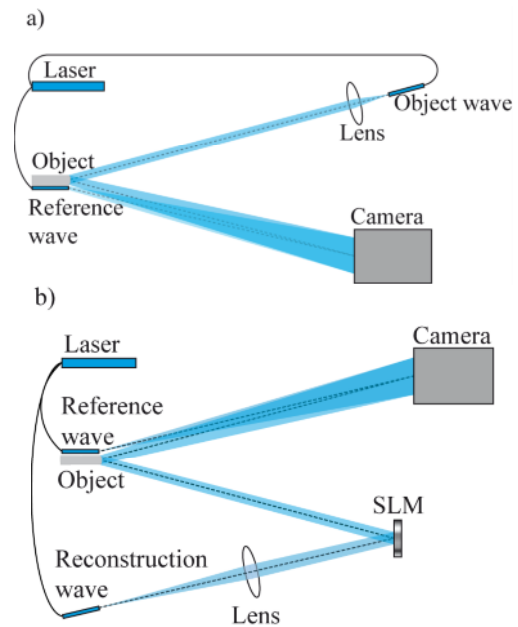 a)
Laser
Object wave
Lens
Object
Reference
wave
Camera
b)
Camera
Laser
Reference
wave
Object
SLM
Reconstruction
wave
Lens